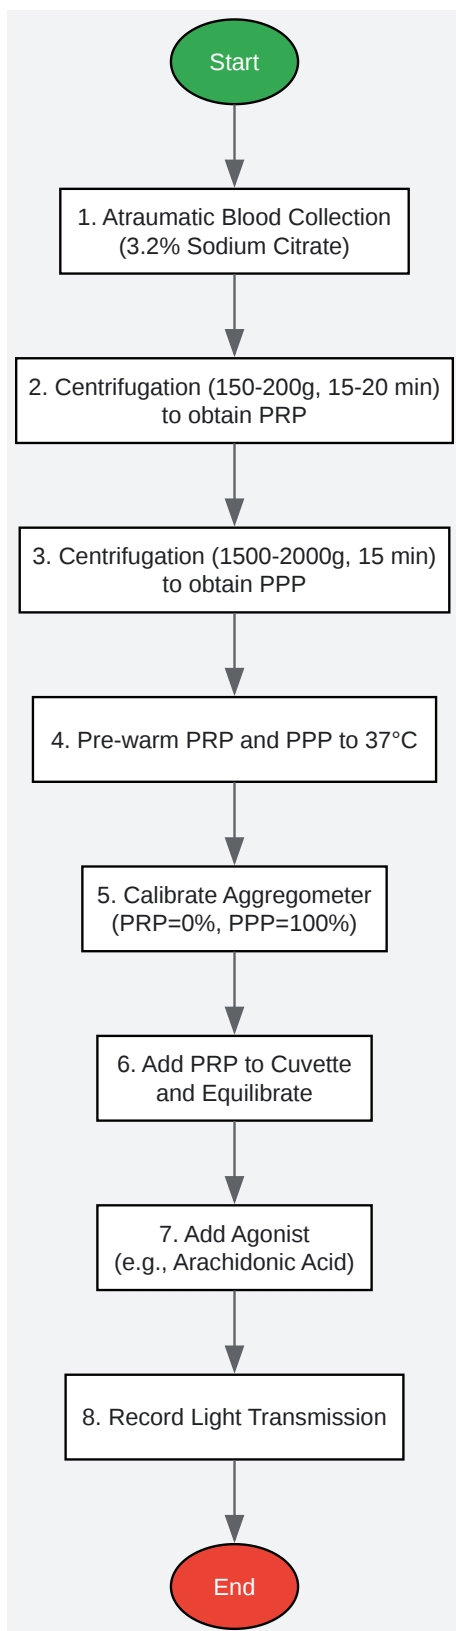 Start
1. Atraumatic Blood Collection
(3.2% Sodium Citrate)
2. Centrifugation (150-200g, 15-20 min)
to obtain PRP
3. Centrifugation (1500-2000g, 15 min)
to obtain PPP
4. Pre-warm PRP and PPP to 37°C
5. Calibrate Aggregometer
(PRP=0%, PPP=100%)
6. Add PRP to Cuvette
and Equilibrate
7. Add Agonist
(e.g., Arachidonic Acid)
8. Record Light Transmission
End